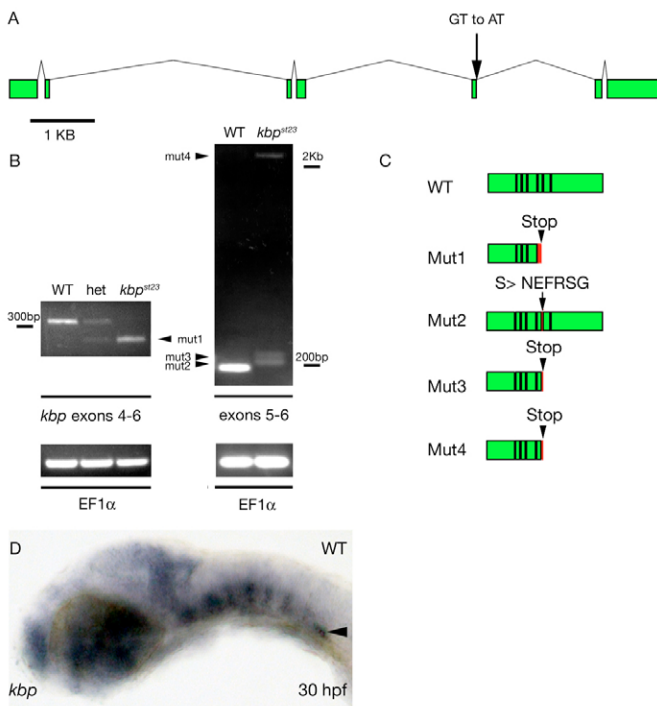 A
GT to AT
1 KB
B
WT kbp^st23
mut4
2Kb
WT het kbp^st23
300bp
mut1
mut3
mut2
200bp
kbp exons 4-6
exons 5-6
EF1α
EF1α
C
WT
Stop
Mut1
S> NEFRSG
Mut2
Stop
Mut3
Stop
Mut4
D
WT
kbp
30 hpf